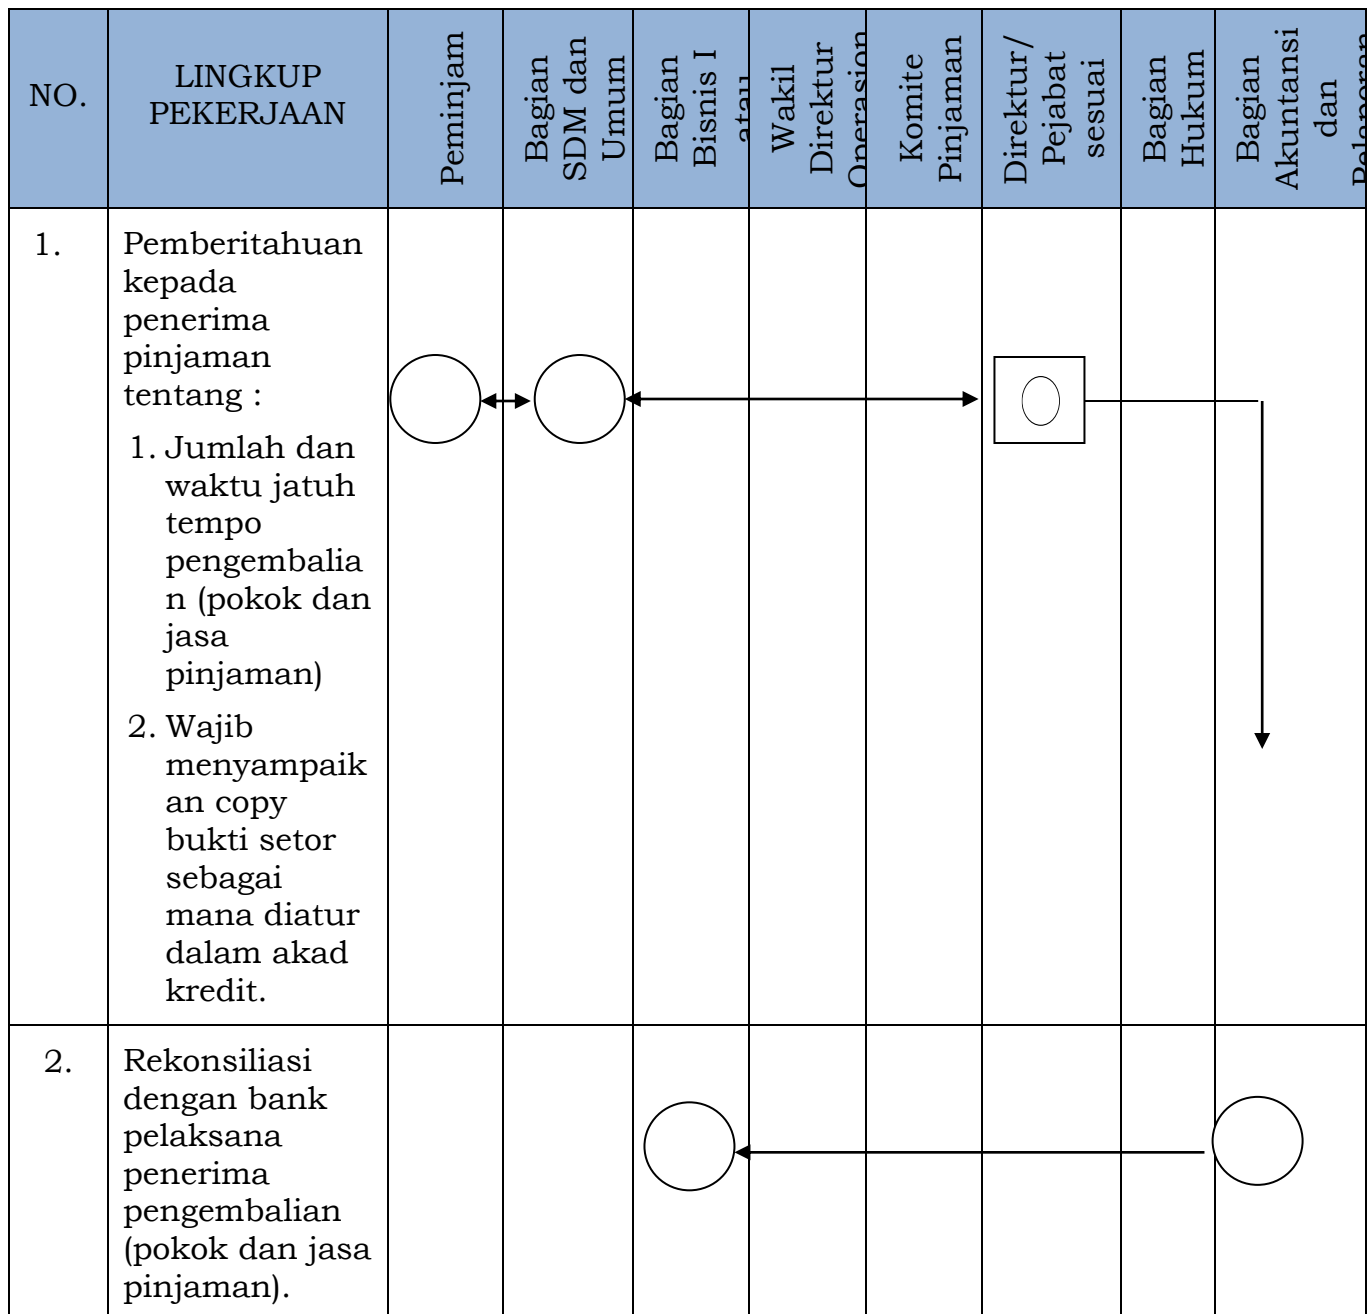 NO.
LINGKUP
PEKERJAAN
Peminjam
Bagian
SDM dan
Umum
Bagian
Bisnis I
atau
Wakil
Direktur
Operasion
Komite
Pinjaman
Direktur/
Pejabat
sesuai
Bagian
Hukum
Bagian
Akuntansi
dan
1.
Pemberitahuan
kepada
penerima
pinjaman
tentang :
1. Jumlah dan
waktu jatuh
tempo
pengembalia
n (pokok dan
jasa
pinjaman)
2. Wajib
menyampaik
an copy
bukti setor
sebagai
mana diatur
dalam akad
kredit.
2.
Rekonsiliasi
dengan bank
pelaksana
penerima
pengembalian
(pokok dan jasa
pinjaman).